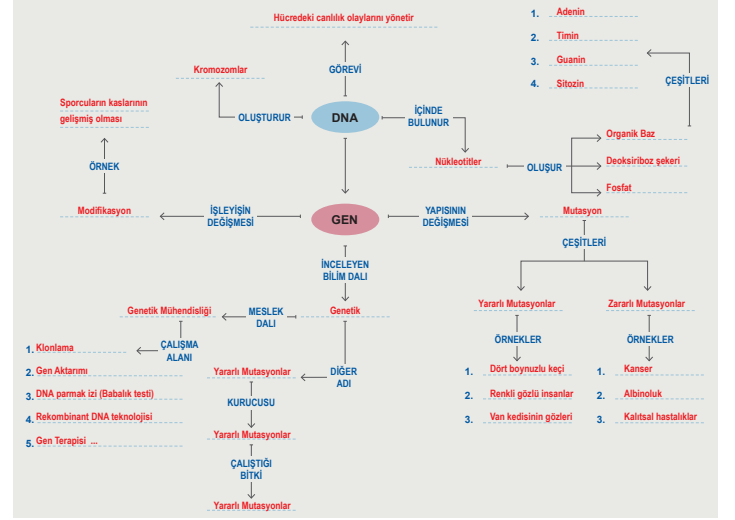 Hücredeki canlılık olaylarını yönetir
GÖREVİ
Kromozomlar
OLUŞTURUR
DNA
İÇİNDE
BULUNUR
Nükleotitler
OLUŞUR
Organik Baz
Deoksiriboz şekeri
Fosfat
ÇEŞİTLERİ
1. Adenin
2. Timin
3. Guanin
4. Sitozin
Sporcuların kaslarının
gelişmiş olması
ÖRNEK
Modifikasyon
İŞLEYİŞİN
DEĞİŞMESİ
GEN
YAPISININ
DEĞİŞMESİ
Mutasyon
ÇEŞİTLERİ
Yararlı Mutasyonlar
ÖRNEKLER
1. Dört boynuzlu keçi
2. Renkli gözlü insanlar
3. Van kedisinin gözleri
Zararlı Mutasyonlar
ÖRNEKLER
1. Kanser
2. Albinoluk
3. Kalıtsal hastalıklar
İNCELEYEN
BİLİM DALI
Genetik
MESLEK
DALI
Genetik Mühendisliği
ÇALIŞMA
ALANI
1. Klonlama
2. Gen Aktarımı
3. DNA parmak izi (Babalık testi)
4. Rekombinant DNA teknolojisi
5. Gen Terapisi ...
DİĞER
ADI
Yararlı Mutasyonlar
KURUCUSU
Yararlı Mutasyonlar
ÇALIŞTIĞI
BİTKİ
Yararlı Mutasyonlar